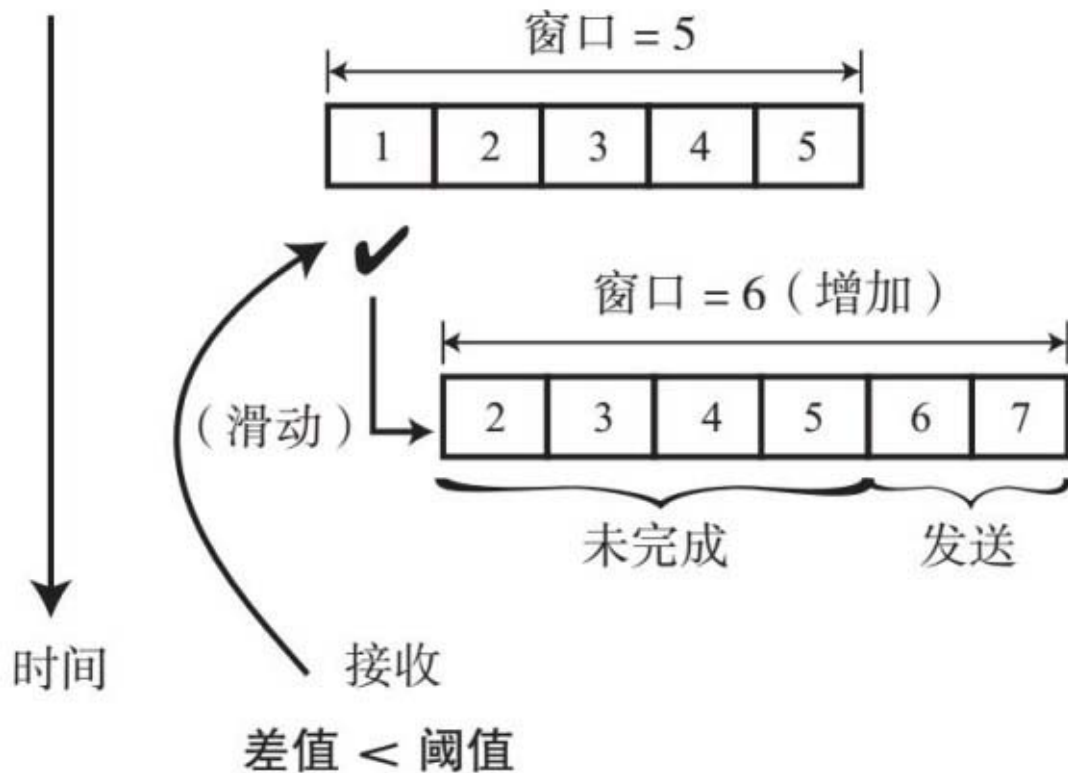 窗口 = 5
1 2 3 4 5
窗口 = 6（增加）
（滑动）
2 3 4 5 6 7
未完成 发送
时间
接收
差值 < 阈值